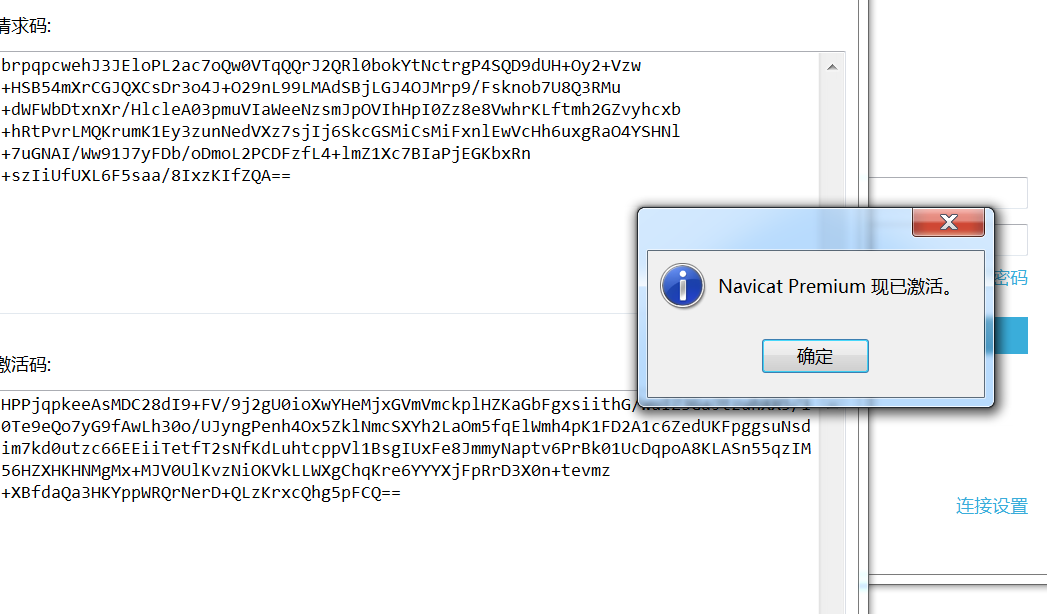 请求码:
brpqpcwehJ3JEloPL2ac7oQw0VTqQQrJ2QRl0bokYtNctrgP4SQD9dUH+Oy2+Vzw
+HSB54mXrCGJQXCsDr3o4J+O29nL99LMAdSBjLGJ4OJMrp9/Fsknob7U8Q3RMu
+dWFWbDtxnXr/HlcleA03pmuVIaWeeNzsmJpOVIhHpI0Zz8e8VwhrKLftmh2GZvyhcxb
+hRtPvrLMQKrumK1Ey3zunNedVXz7sjIj6SkcGSMiCsMiFxnlEwVcHh6uxgRaO4YSHNl
+7uGNAI/Ww91J7yFDb/oDmoL2PCDFzfL4+lmZ1Xc7BIaPjEGKbxRn
+szIiUfUXL6F5saa/8IxzKIfZQA==
密码
Navicat Premium 现已激活。
确定
激活码:
HPPjqpkeeAsMDC28dI9+FV/9j2gU0ioXwYHeMjxGVmVmckplHZKaGbFgxsiithG/
0Te9eQo7yG9fAwLh30o/UJyngPenh4Ox5ZklNmcSXYh2LaOm5fqElWmh4pK1FD2A1c6ZedUKFpggsuNsd
im7kd0utzc66EEiiTetfT2sNfKdLuhtcppVl1BsgIUxFe8JmmyNaptv6PrBk01UcDqpoA8KLASn55qzIM
56HZXHKHNMgMx+MJV0UlKvzNiOKVkLLWXgChqKre6YYYXjFpRrD3X0n+tevmz
+XBfdaQa3HKYppWRQrNerD+QLzKrxcQhg5pFCQ==
连接设置